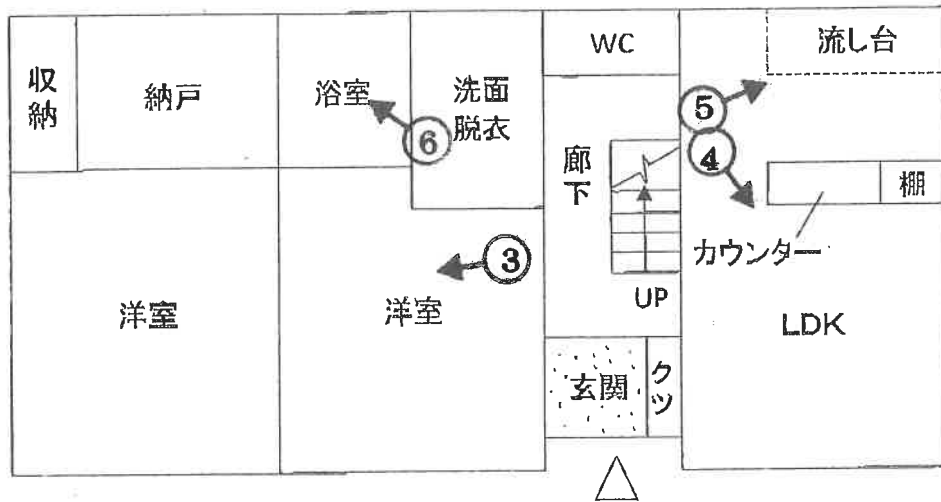 収納
納戸
浴室
洗面
脱衣
WC
流し台
⑤
④
⑥
③
廊下
棚
カウンター
洋室
洋室
UP
LDK
玄関
クツ